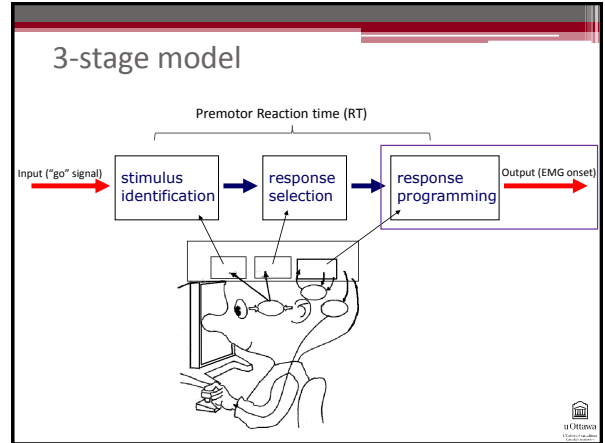 3-stage model
Premotor Reaction time (RT)
Input ("go" signal)
stimulus
identification
response
selection
response
programming
Output (EMG onset)
uOttawa